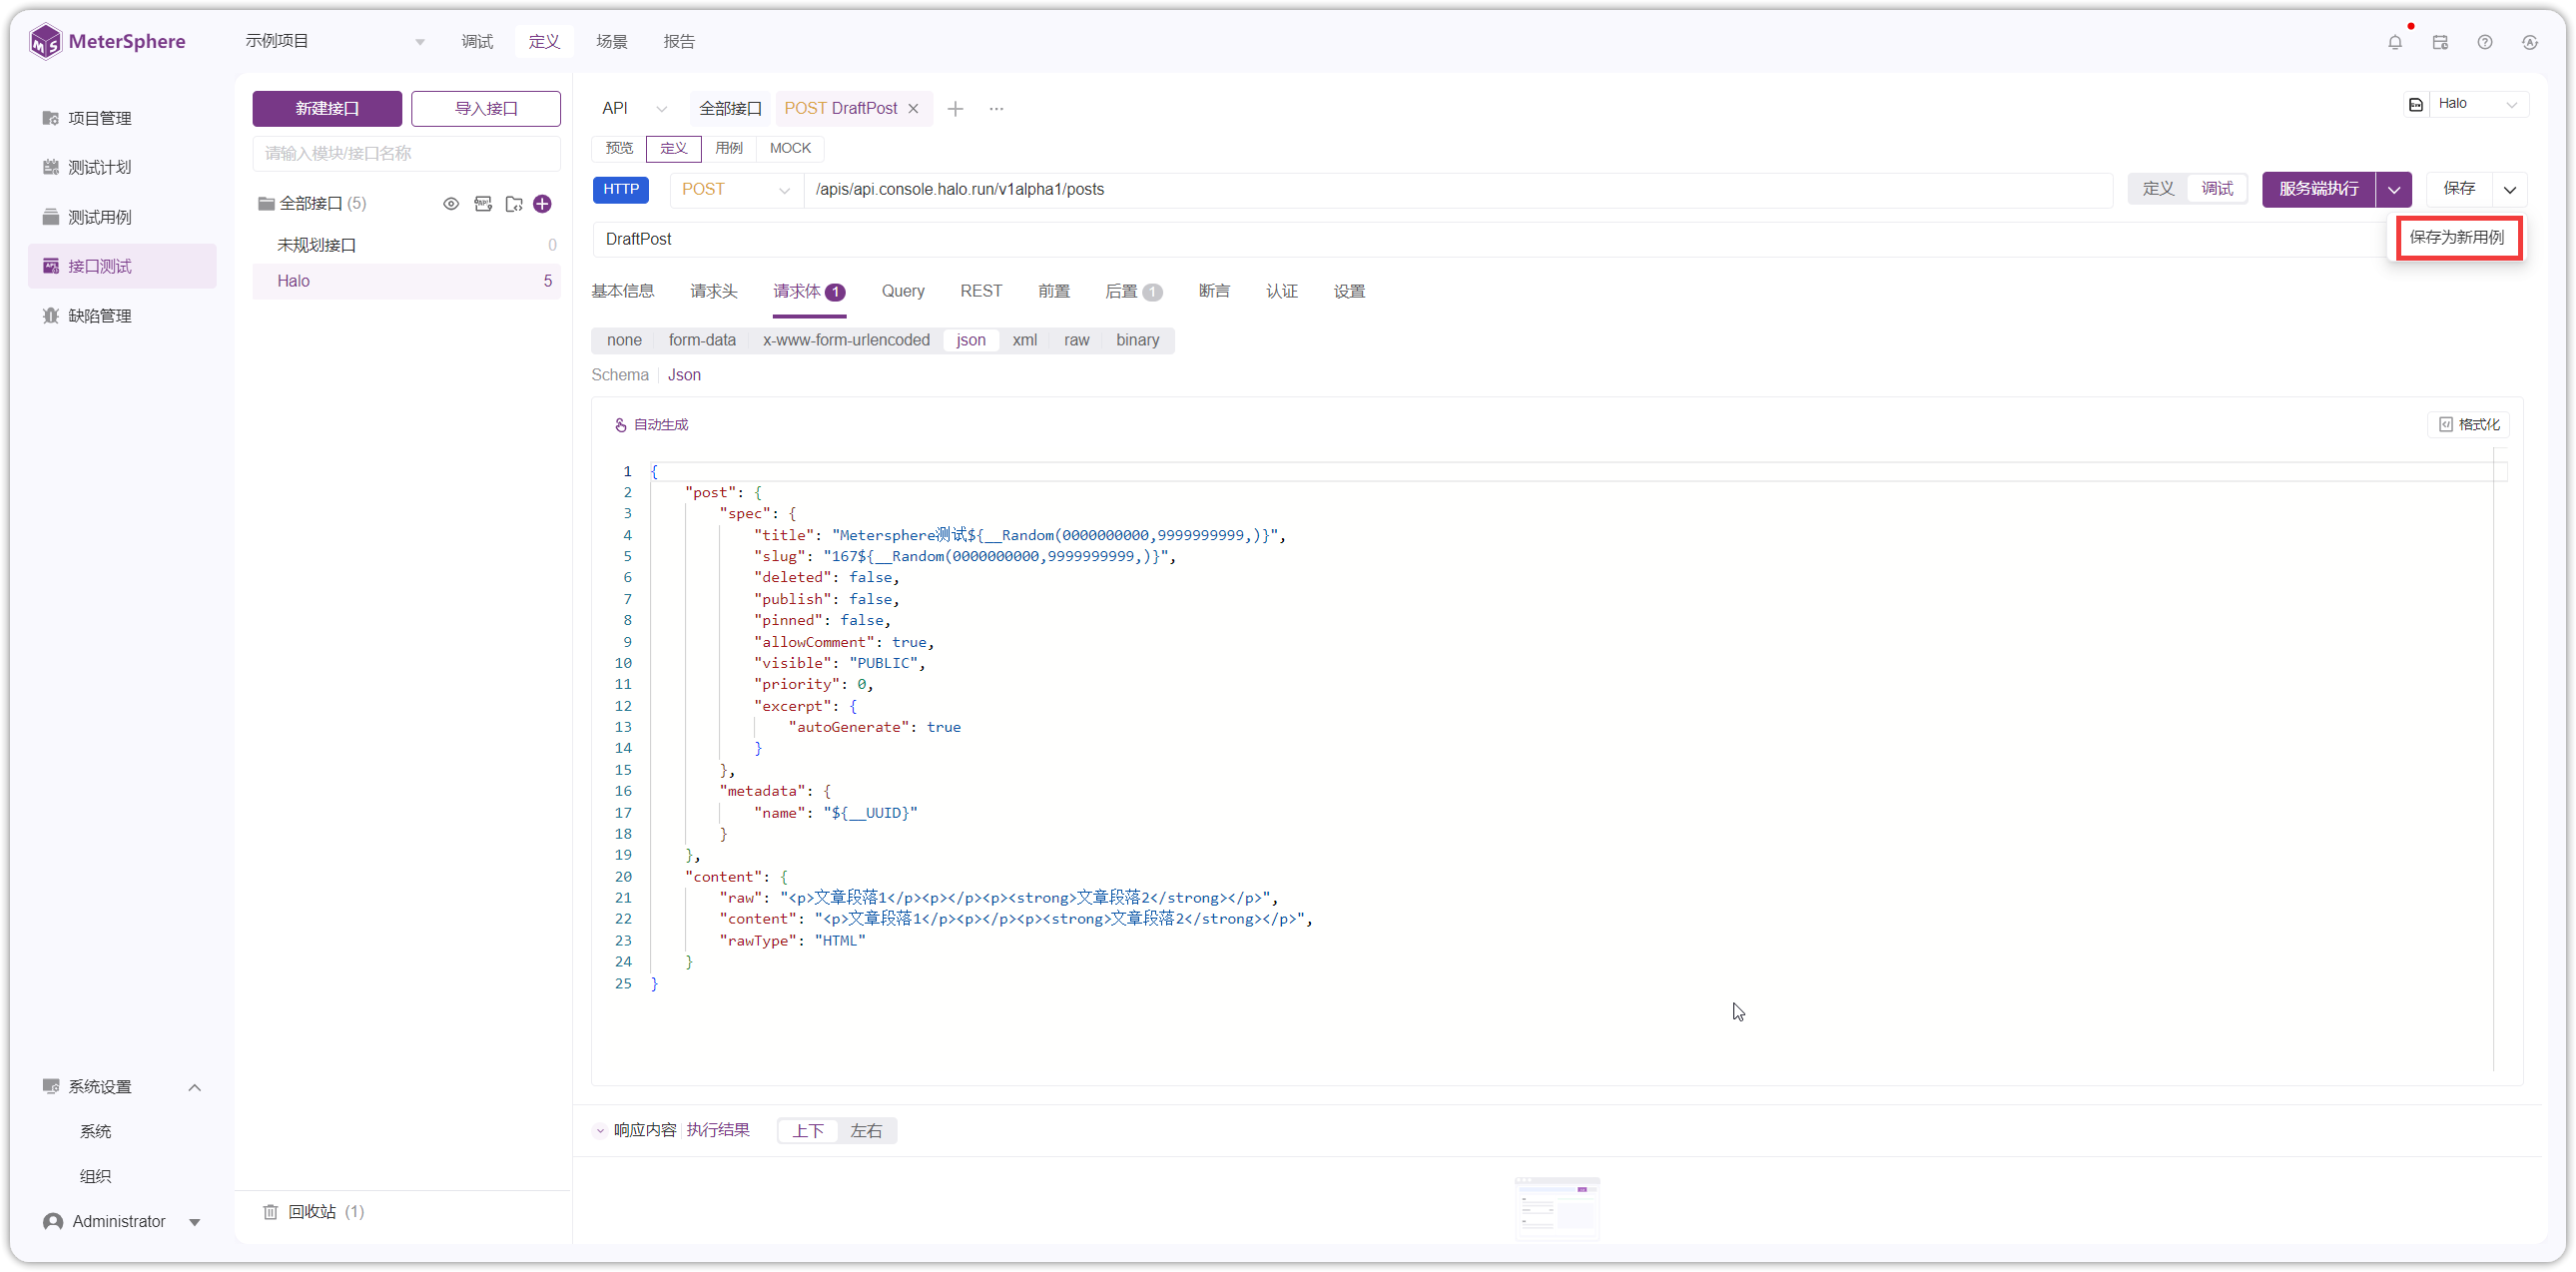 MeterSphere
示例项目
调试
定义
场景
报告
项目管理
测试计划
测试用例
接口测试
缺陷管理
系统设置
系统
组织
Administrator
新建接口
导入接口
请输入模块/接口名称
全部接口 (5)
未规划接口 0
Halo 5
回收站 (1)
API
全部接口
POST DraftPost
Halo
预览
定义
用例
MOCK
HTTP
POST
/apis/api.console.halo.run/v1alpha1/posts
定义
调试
服务端执行
保存
保存为新用例
DraftPost
基本信息
请求头
请求体 1
Query
REST
前置
后置 1
断言
认证
设置
none
form-data
x-www-form-urlencoded
json
xml
raw
binary
Schema
Json
自动生成
格式化
1 {
2 "post": {
3 "spec": {
4 "title": "Metersphere测试${__Random(0000000000,9999999999,)}",
5 "slug": "167${__Random(0000000000,9999999999,)}",
6 "deleted": false,
7 "publish": false,
8 "pinned": false,
9 "allowComment": true,
10 "visible": "PUBLIC",
11 "priority": 0,
12 "excerpt": {
13 "autoGenerate": true
14 }
15 },
16 "metadata": {
17 "name": "${__UUID}"
18 }
19 },
20 "content": {
21 "raw": "<p>文章段落1</p><p></p><p><strong>文章段落2</strong></p>",
22 "content": "<p>文章段落1</p><p></p><p><strong>文章段落2</strong></p>",
23 "rawType": "HTML"
24 }
25 }
响应内容
执行结果
上下
左右